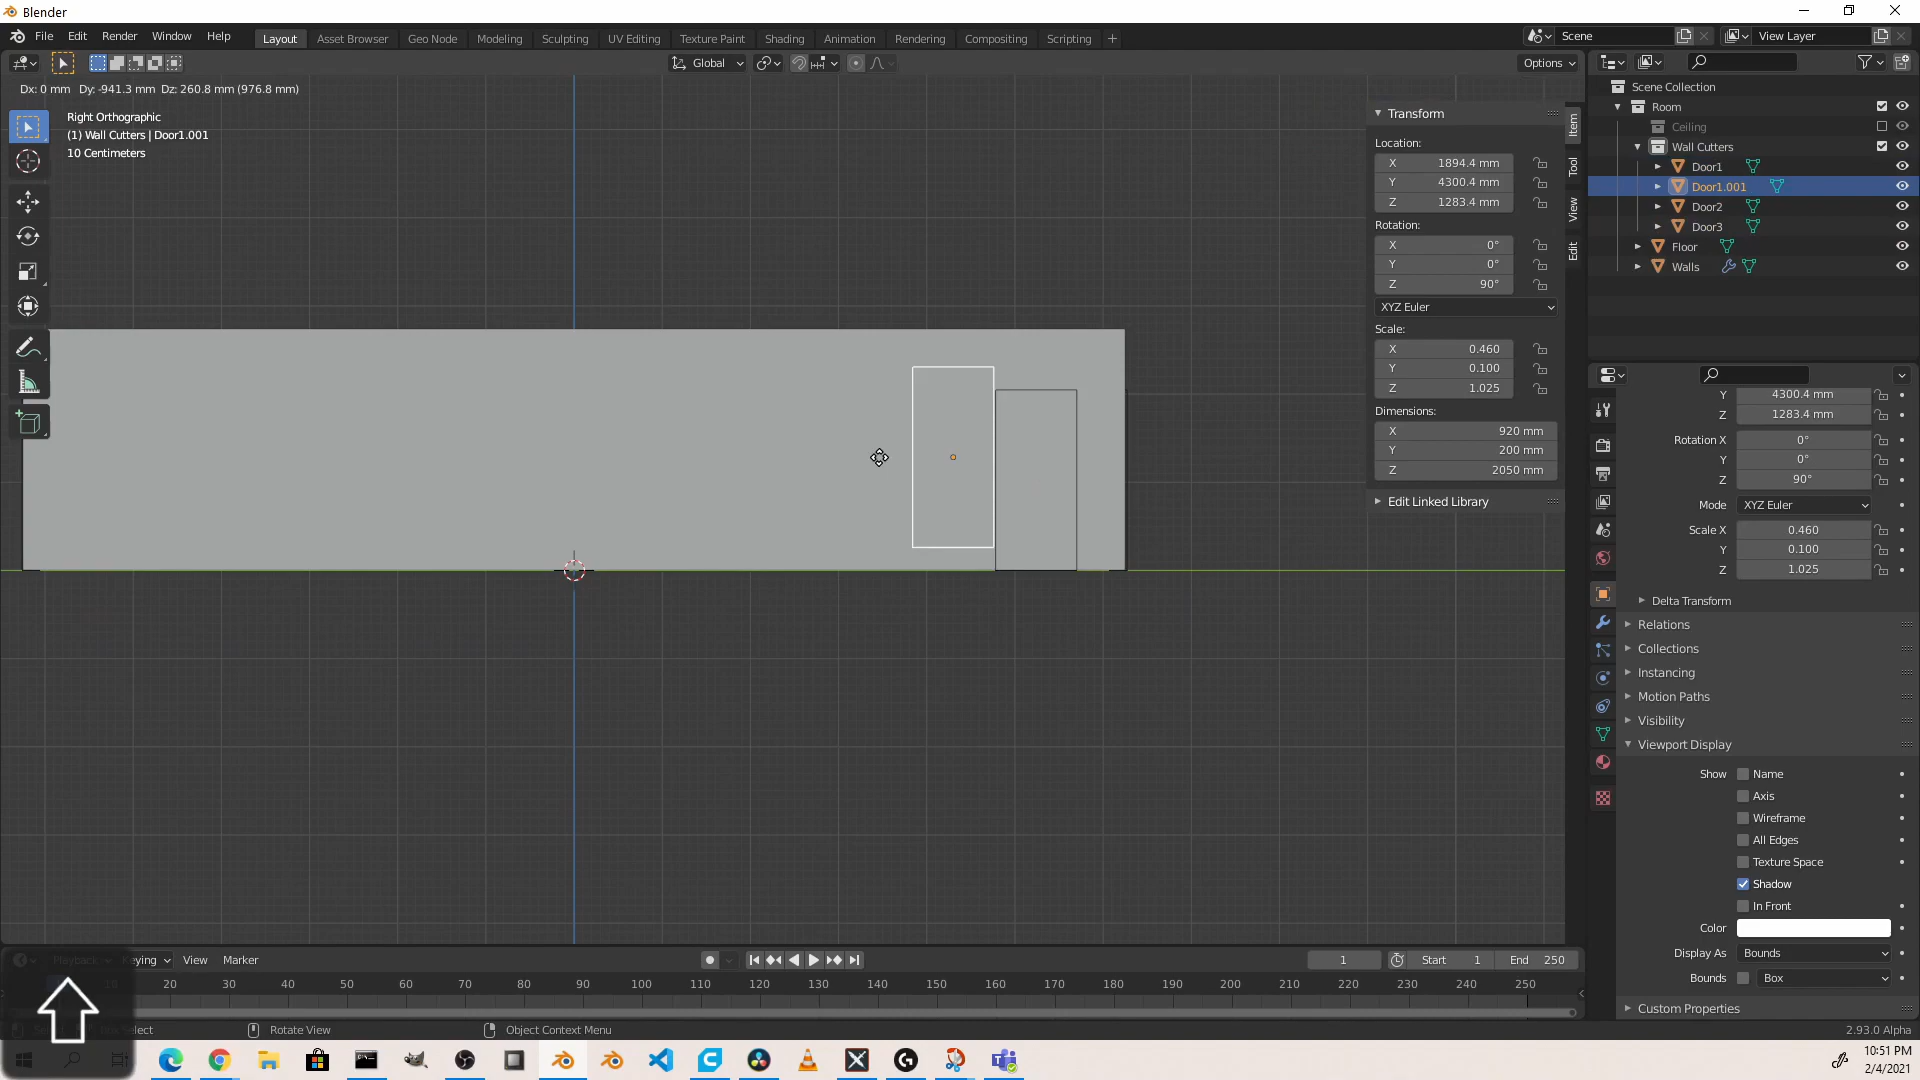 Blender
File Edit Render Window Help
Layout Asset Browser Geo Node Modeling Sculpting UV Editing Texture Paint Shading Animation Rendering Compositing Scripting
Scene
View Layer
Global
Options
Dx: 0 mm Dy: -941.3 mm Dz: 260.8 mm (976.8 mm)
Right Orthographic
(1) Wall Cutters | Door1.001
10 Centimeters
Transform
Location:
X 1894.4 mm
Y 4300.4 mm
Z 1283.4 mm
Rotation:
X 0°
Y 0°
Z 90°
XYZ Euler
Scale:
X 0.460
Y 0.100
Z 1.025
Dimensions:
X 920 mm
Y 200 mm
Z 2050 mm
Edit Linked Library
Item
Tool
View
Edit
Scene Collection
Room
Ceiling
Wall Cutters
Door1
Door1.001
Door2
Door3
Floor
Walls
Y 4300.4 mm
Z 1283.4 mm
Rotation X 0°
Y 0°
Z 90°
Mode XYZ Euler
Scale X 0.460
Y 0.100
Z 1.025
Delta Transform
Relations
Collections
Instancing
Motion Paths
Visibility
Viewport Display
Show Name
Axis
Wireframe
All Edges
Texture Space
Shadow
In Front
Color
Display As Bounds
Bounds Box
Custom Properties
Playback Keying View Marker
1
Start 1
End 250
10 20 30 40 50 60 70 80 90 100 110 120 130 140 150 160 170 180 190 200 210 220 230 240 250
Select
Rotate View
Object Context Menu
2.93.0 Alpha
10:51 PM
2/4/2021